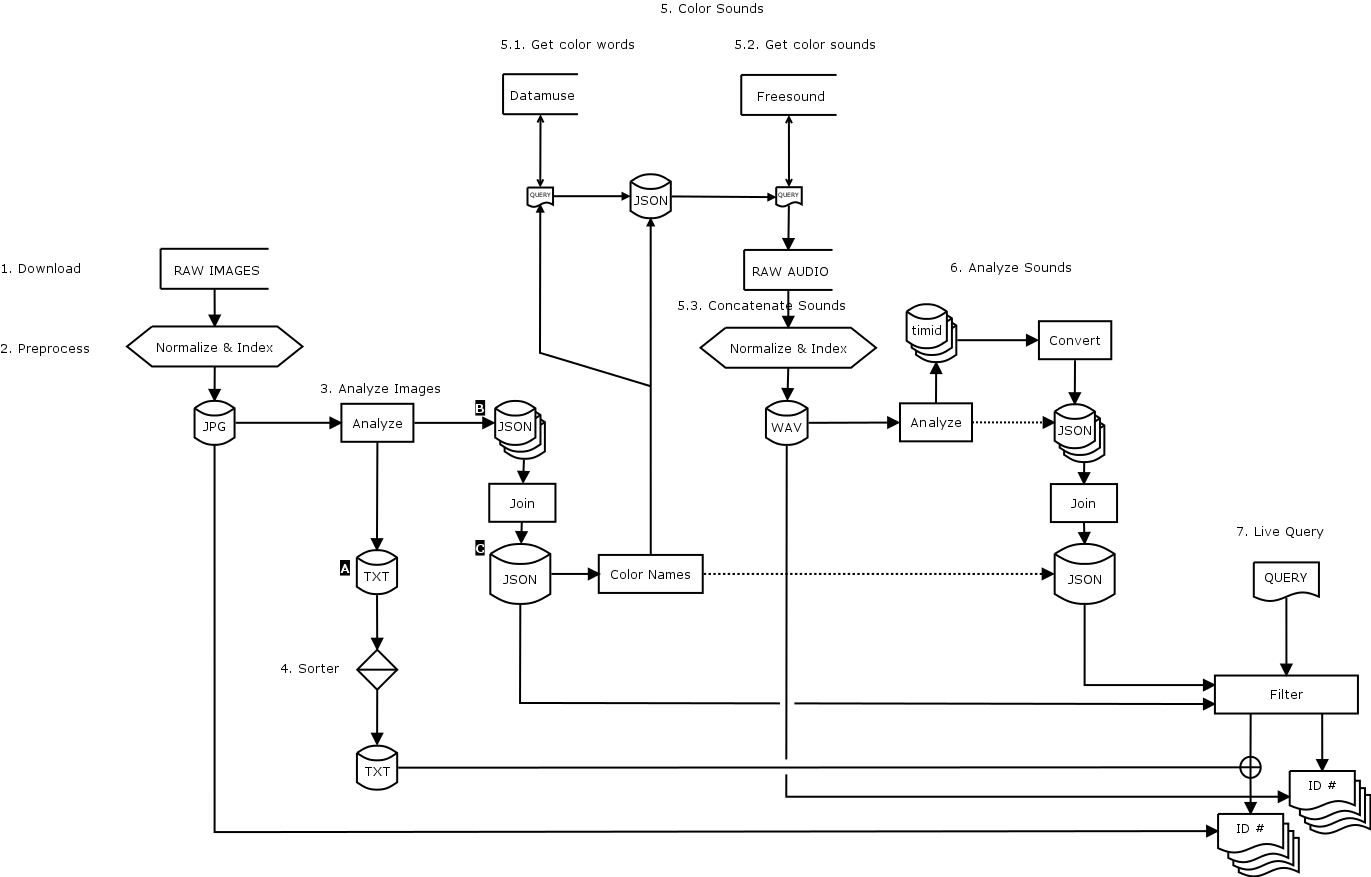 5. Color Sounds
5.1. Get color words
5.2. Get color sounds
Datamuse
Freesound
QUERY
JSON
QUERY
1. Download
RAW IMAGES
RAW AUDIO
6. Analyze Sounds
5.3. Concatenate Sounds
timid
Convert
2. Preprocess
Normalize & Index
Normalize & Index
3. Analyze Images
B
JPG
Analyze
JSON
WAV
Analyze
JSON
Join
Join
7. Live Query
C
A
TXT
JSON
Color Names
JSON
QUERY
4. Sorter
Filter
TXT
ID #
ID #